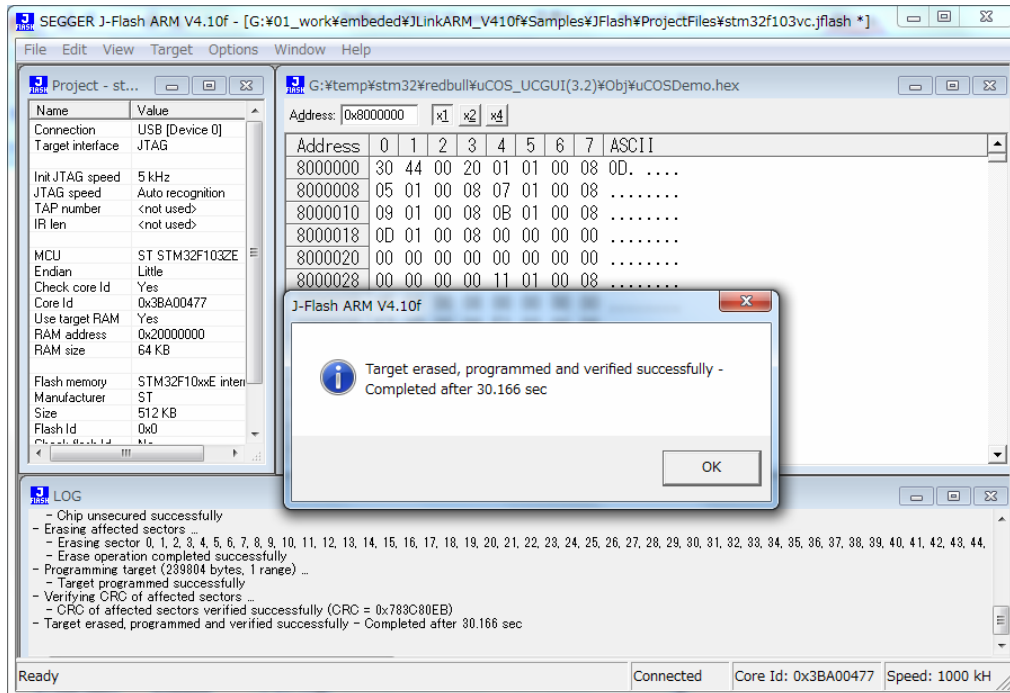 SEGGER J-Flash ARM V4.10f - [G:¥01_work¥embeded¥JLinkARM_V410f¥Samples¥JFlash¥ProjectFiles¥stm32f103vc.jflash *]
File Edit View Target Options Window Help
Project - st...
Name Value
Connection USB [Device 0]
Target interface JTAG
Init JTAG speed 5 kHz
JTAG speed Auto recognition
TAP number <not used>
IR len <not used>
MCU ST STM32F103ZE
Endian Little
Check core Id Yes
Core Id 0x3BA00477
Use target RAM Yes
RAM address 0x20000000
RAM size 64 KB
Flash memory STM32F10xxE intern
Manufacturer ST
Size 512 KB
Flash Id 0x0
Check flash Id No
G:¥temp¥stm32¥redbull¥uCOS_UCGUI(3.2)¥Obj¥uCOSDemo.hex
Address: 0x8000000 x1 x2 x4
Address 0 1 2 3 4 5 6 7 ASCII
8000000 30 44 00 20 01 01 00 08 0D. ....
8000008 05 01 00 08 07 01 00 08 ........
8000010 09 01 00 08 0B 01 00 08 ........
8000018 0D 01 00 08 00 00 00 00 ........
8000020 00 00 00 00 00 00 00 00 ........
8000028 00 00 00 00 11 01 00 08 ........
J-Flash ARM V4.10f
Target erased, programmed and verified successfully -
Completed after 30.166 sec
OK
LOG
- Chip unsecured successfully
- Erasing affected sectors ...
- Erasing sector 0, 1, 2, 3, 4, 5, 6, 7, 8, 9, 10, 11, 12, 13, 14, 15, 16, 17, 18, 19, 20, 21, 22, 23, 24, 25, 26, 27, 28, 29, 30, 31, 32, 33, 34, 35, 36, 37, 38, 39, 40, 41, 42, 43, 44,
- Erase operation completed successfully
- Programming target (239804 bytes, 1 range) ...
- Target programmed successfully
- Verifying CRC of affected sectors ...
- CRC of affected sectors verified successfully (CRC = 0x783C80EB)
- Target erased, programmed and verified successfully - Completed after 30.166 sec
Ready Connected Core Id: 0x3BA00477 Speed: 1000 kH